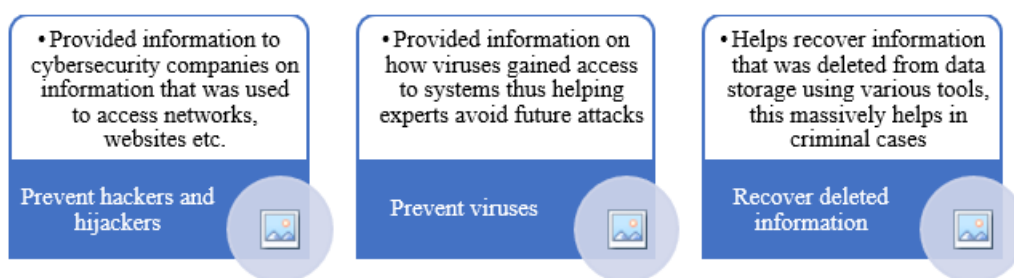 • Provided information to
cybersecurity companies on
information that was used
to access networks,
websites etc.
Prevent hackers and
hijackers
• Provided information on
how viruses gained access
to systems thus helping
experts avoid future attacks
Prevent viruses
• Helps recover information
that was deleted from data
storage using various tools,
this massively helps in
criminal cases
Recover deleted
information